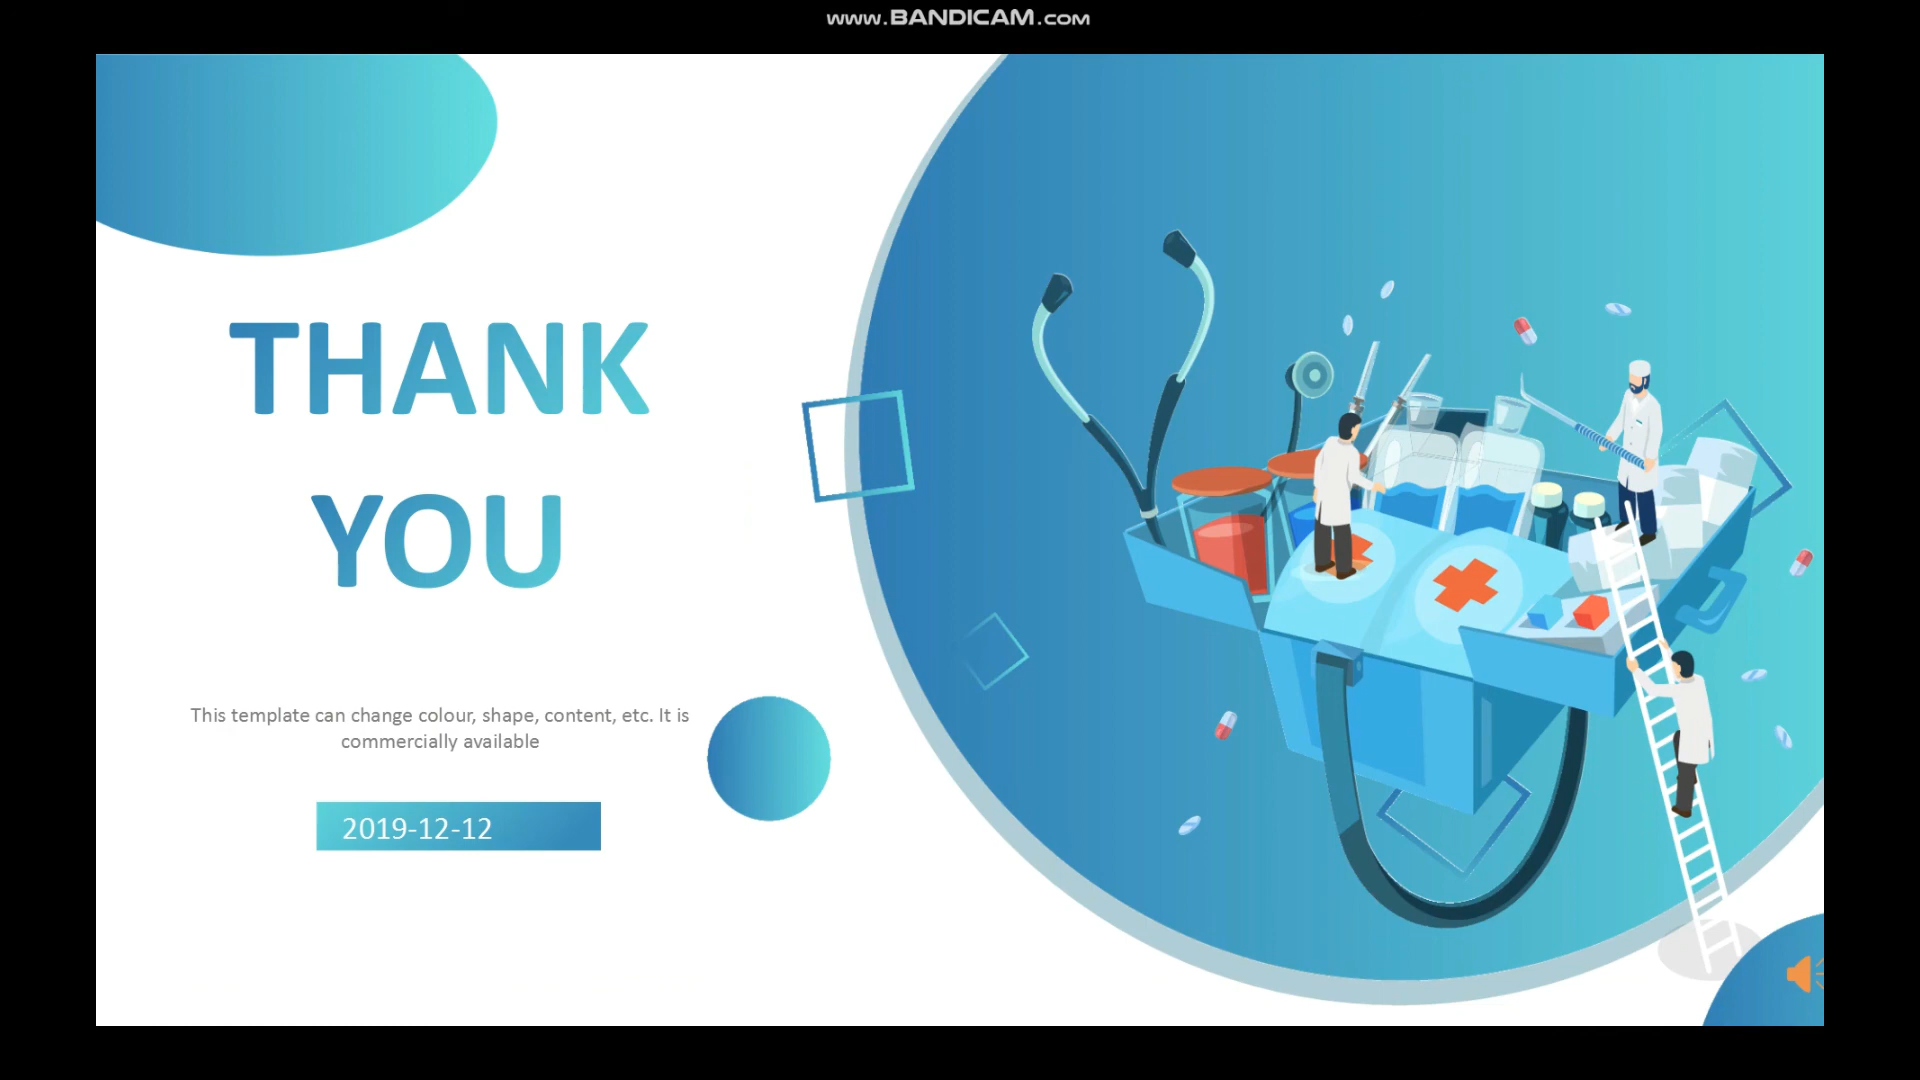 www.BANDICAM.com
THANK
YOU
This template can change colour, shape, content, etc. It is
commercially available
2019-12-12